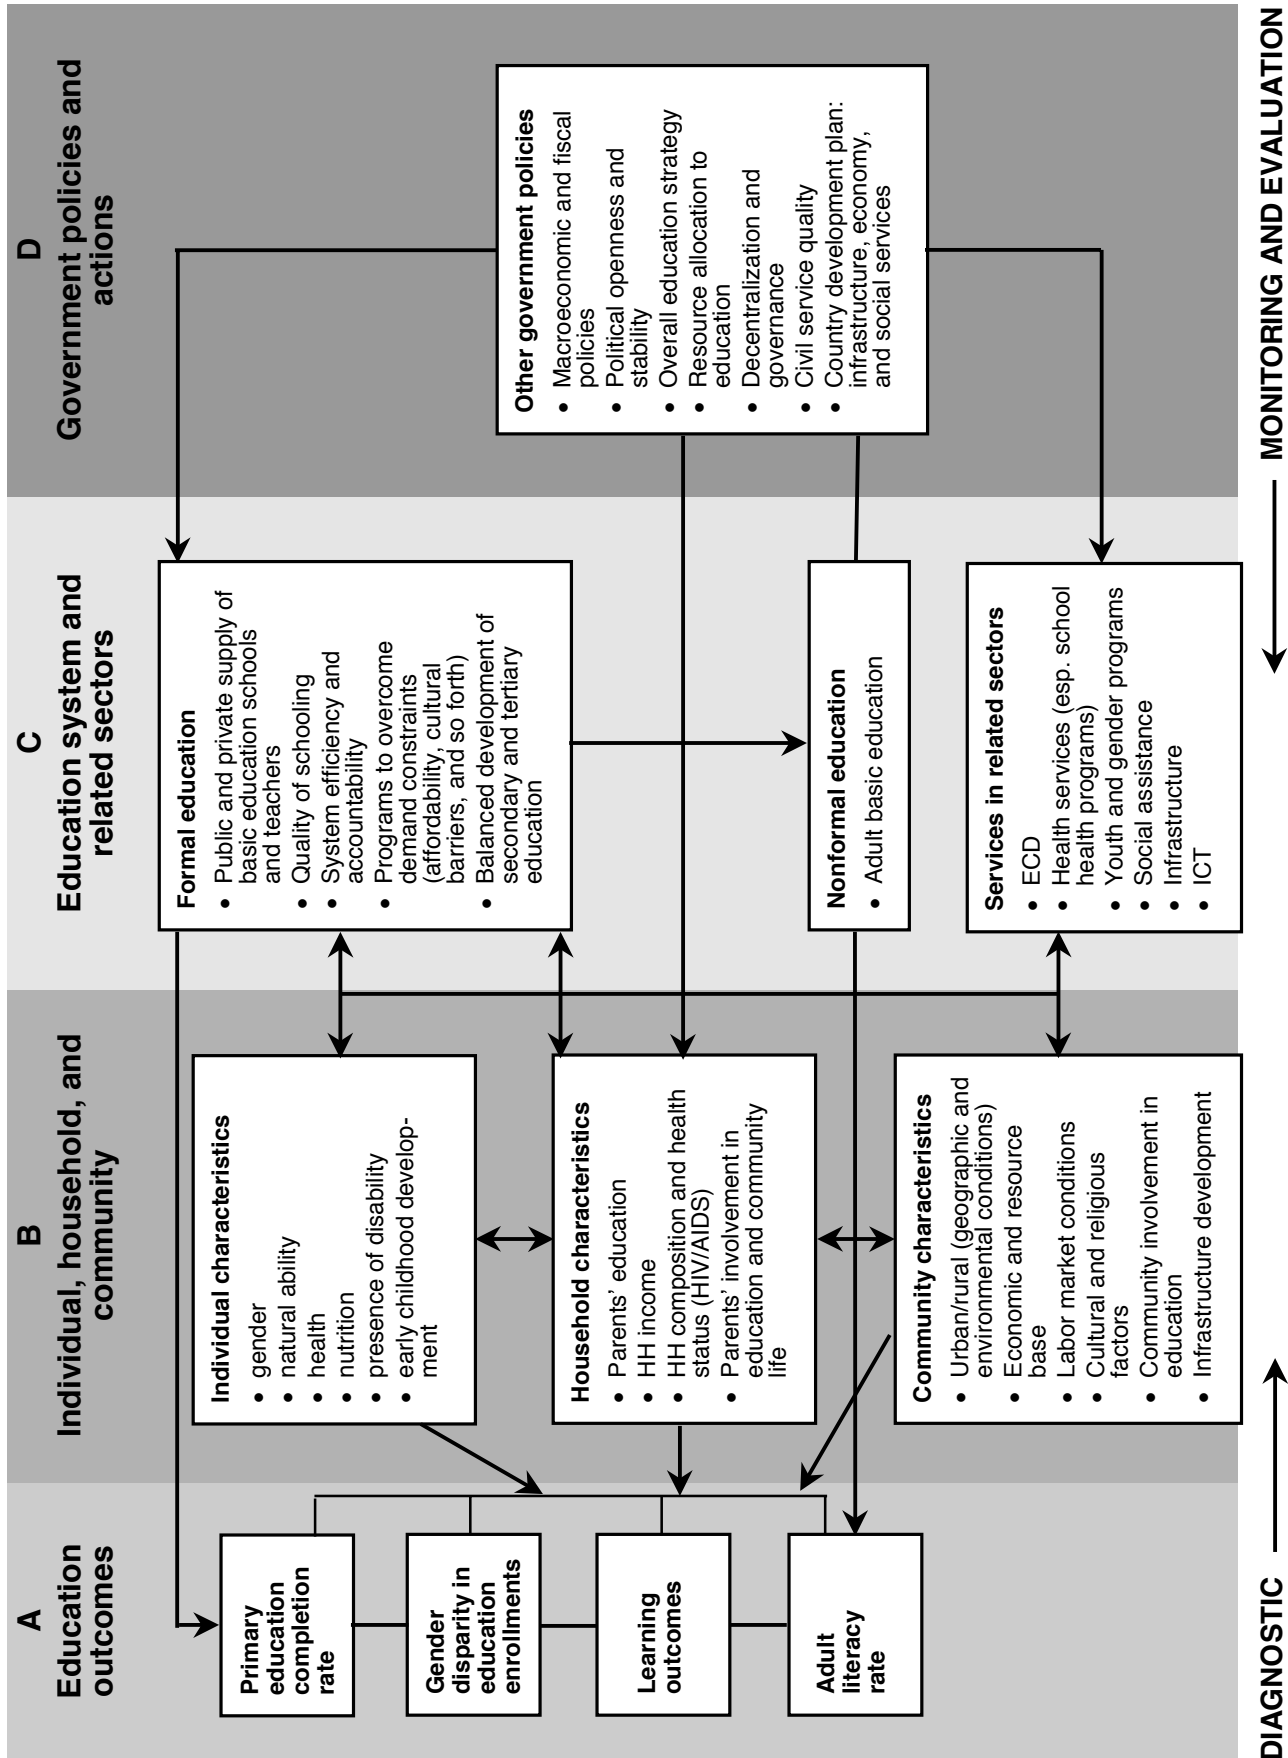 A
Education
outcomes
Primary
education
completion
rate
Gender
disparity in
education
enrollments
Learning
outcomes
Adult
literacy
rate
B
Individual, household, and
community
Individual characteristics
• gender
• natural ability
• health
• nutrition
• presence of disability
• early childhood develop-
ment
Household characteristics
• Parents’ education
• HH income
• HH composition and health
status (HIV/AIDS)
• Parents’ involvement in
education and community
life
Community characteristics
• Urban/rural (geographic and
environmental conditions)
• Economic and resource
base
• Labor market conditions
• Cultural and religious
factors
• Community involvement in
education
• Infrastructure development
C
Education system and
related sectors
Formal education
• Public and private supply of
basic education schools
and teachers
• Quality of schooling
• System efficiency and
accountability
• Programs to overcome
demand constraints
(affordability, cultural
barriers, and so forth)
• Balanced development of
secondary and tertiary
education
Nonformal education
• Adult basic education
Services in related sectors
• ECD
• Health services (esp. school
health programs)
• Youth and gender programs
• Social assistance
• Infrastructure
• ICT
D
Government policies and
actions
Other government policies
• Macroeconomic and fiscal
policies
• Political openness and
stability
• Overall education strategy
• Resource allocation to
education
• Decentralization and
governance
• Civil service quality
• Country development plan:
infrastructure, economy,
and social services
DIAGNOSTIC
MONITORING AND EVALUATION